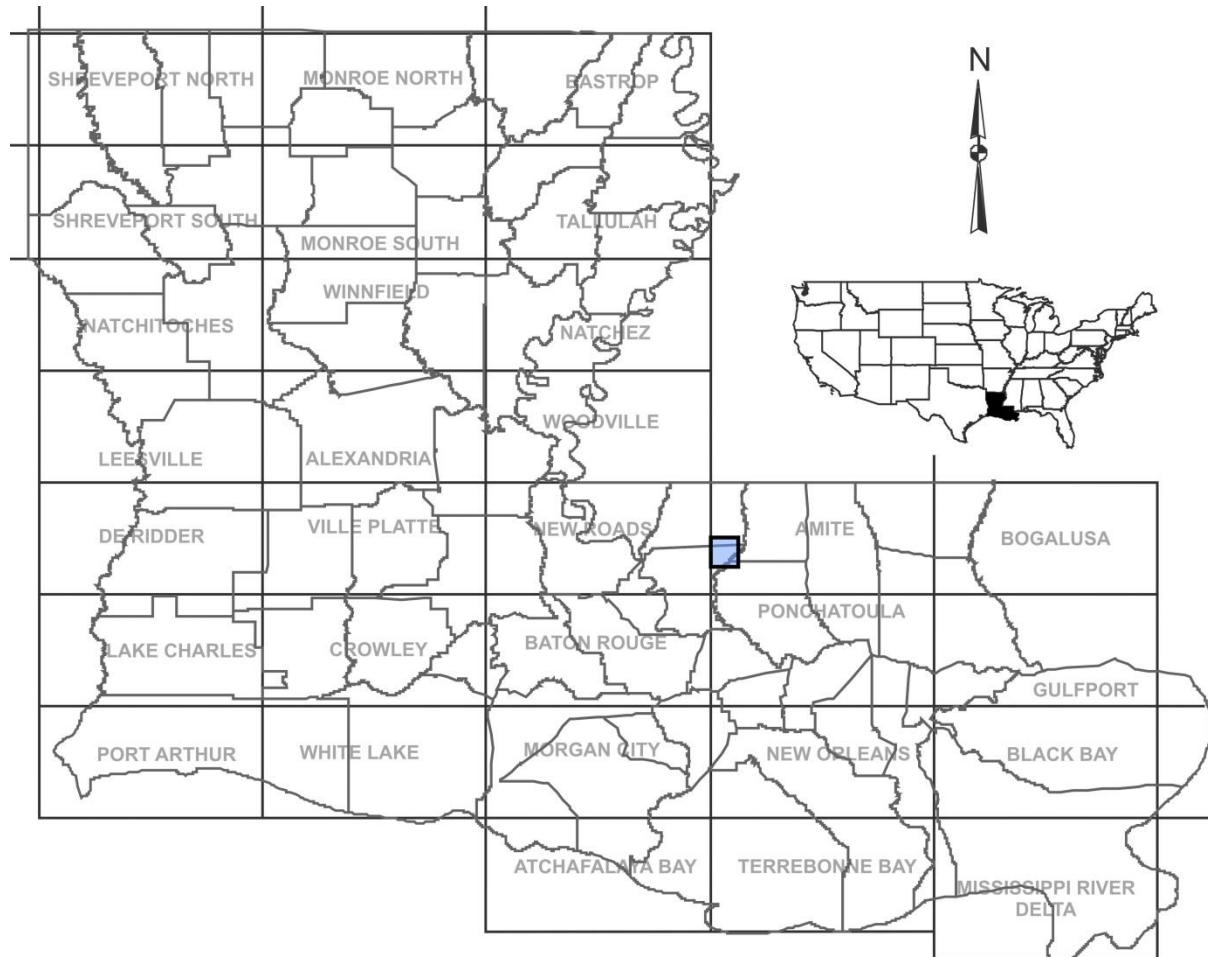 SHREVEPORT NORTH
MONROE NORTH
BASTROP
N
SHREVEPORT SOUTH
MONROE SOUTH
TALLULAH
NATCHITOCHES
WINNFIELD
NATCHEZ
LEESVILLE
ALEXANDRIA
WOODVILLE
DE RIDDER
VILLE PLATTE
NEW ROADS
AMITE
BOGALUSA
LAKE CHARLES
CROWLEY
BATON ROUGE
PONCHATOULA
GULFPORT
PORT ARTHUR
WHITE LAKE
MORGAN CITY
NEW ORLEANS
BLACK BAY
ATCHAFALAYA BAY
TERREBONNE BAY
MISSISSIPPI RIVER
DELTA